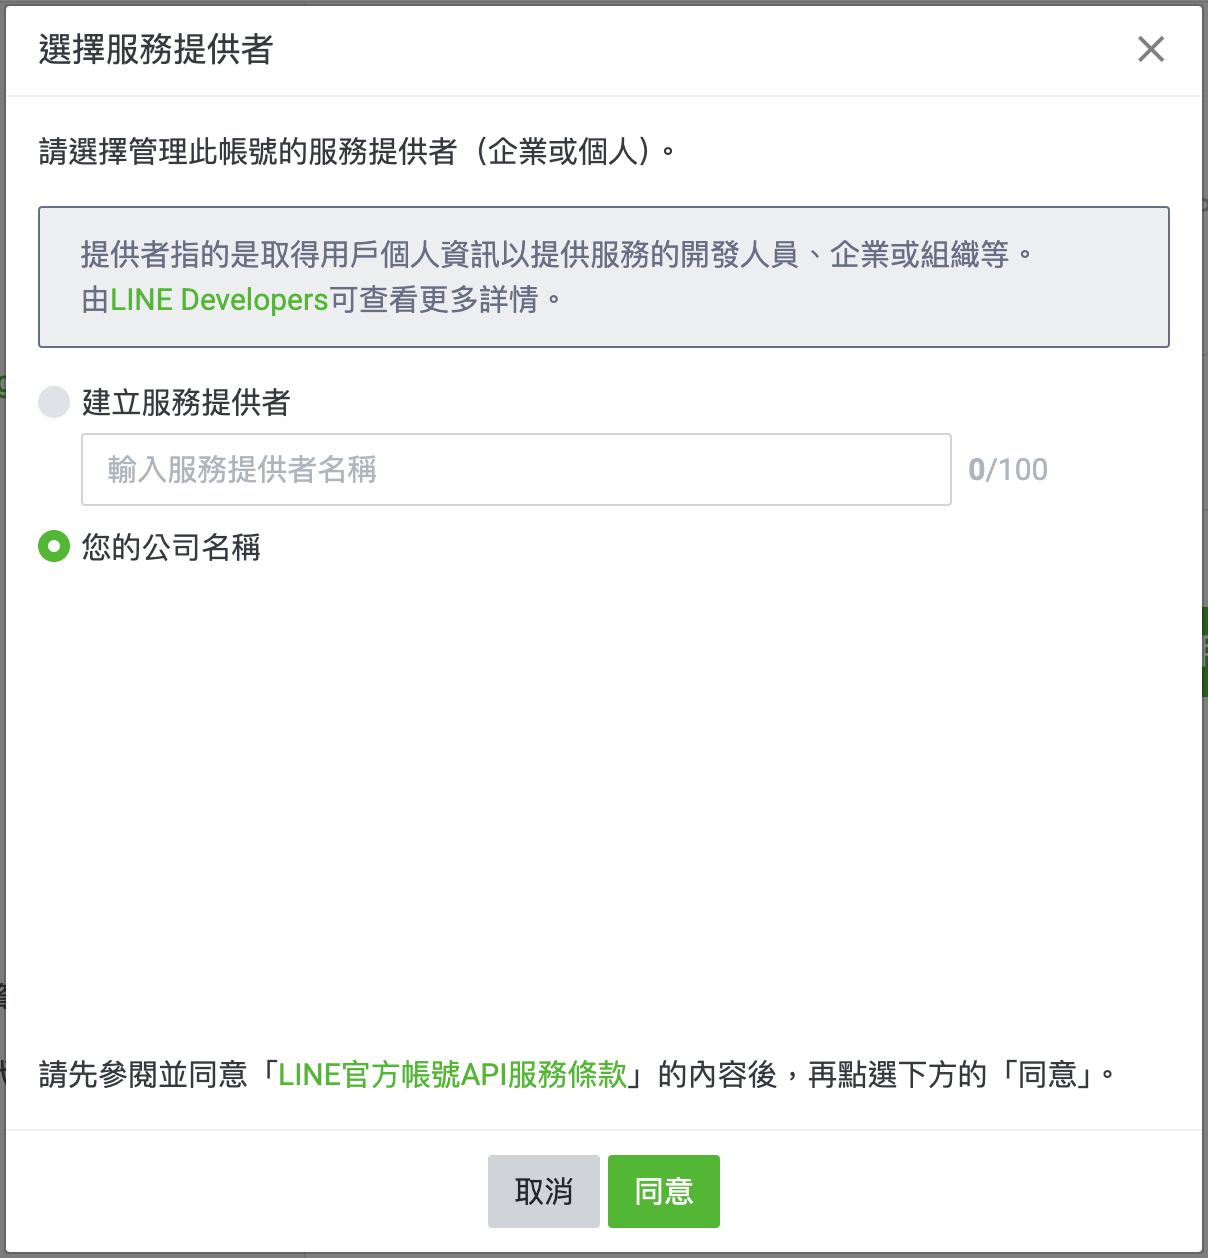 選擇服務提供者
請選擇管理此帳號的服務提供者（企業或個人）。
提供者指的是取得用戶個人資訊以提供服務的開發人員、企業或組織等。
由LINE Developers可查看更多詳情。
建立服務提供者
輸入服務提供者名稱
0/100
您的公司名稱
請先參閱並同意「LINE官方帳號API服務條款」的內容後，再點選下方的「同意」。
取消
同意